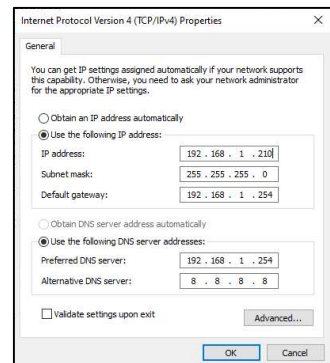 Internet Protocol Version 4 (TCP/IPv4) Properties
General
You can get IP settings assigned automatically if your network supports
this capability. Otherwise, you need to ask your network administrator
for the appropriate IP settings.
Obtain an IP address automatically
Use the following IP address:
IP address: 192 . 168 . 1 . 210
Subnet mask: 255 . 255 . 255 . 0
Default gateway: 192 . 168 . 1 . 254
Obtain DNS server address automatically
Use the following DNS server addresses:
Preferred DNS server: 192 . 168 . 1 . 254
Alternative DNS server: 8 . 8 . 8 . 8
Validate settings upon exit
Advanced...
OK Cancel